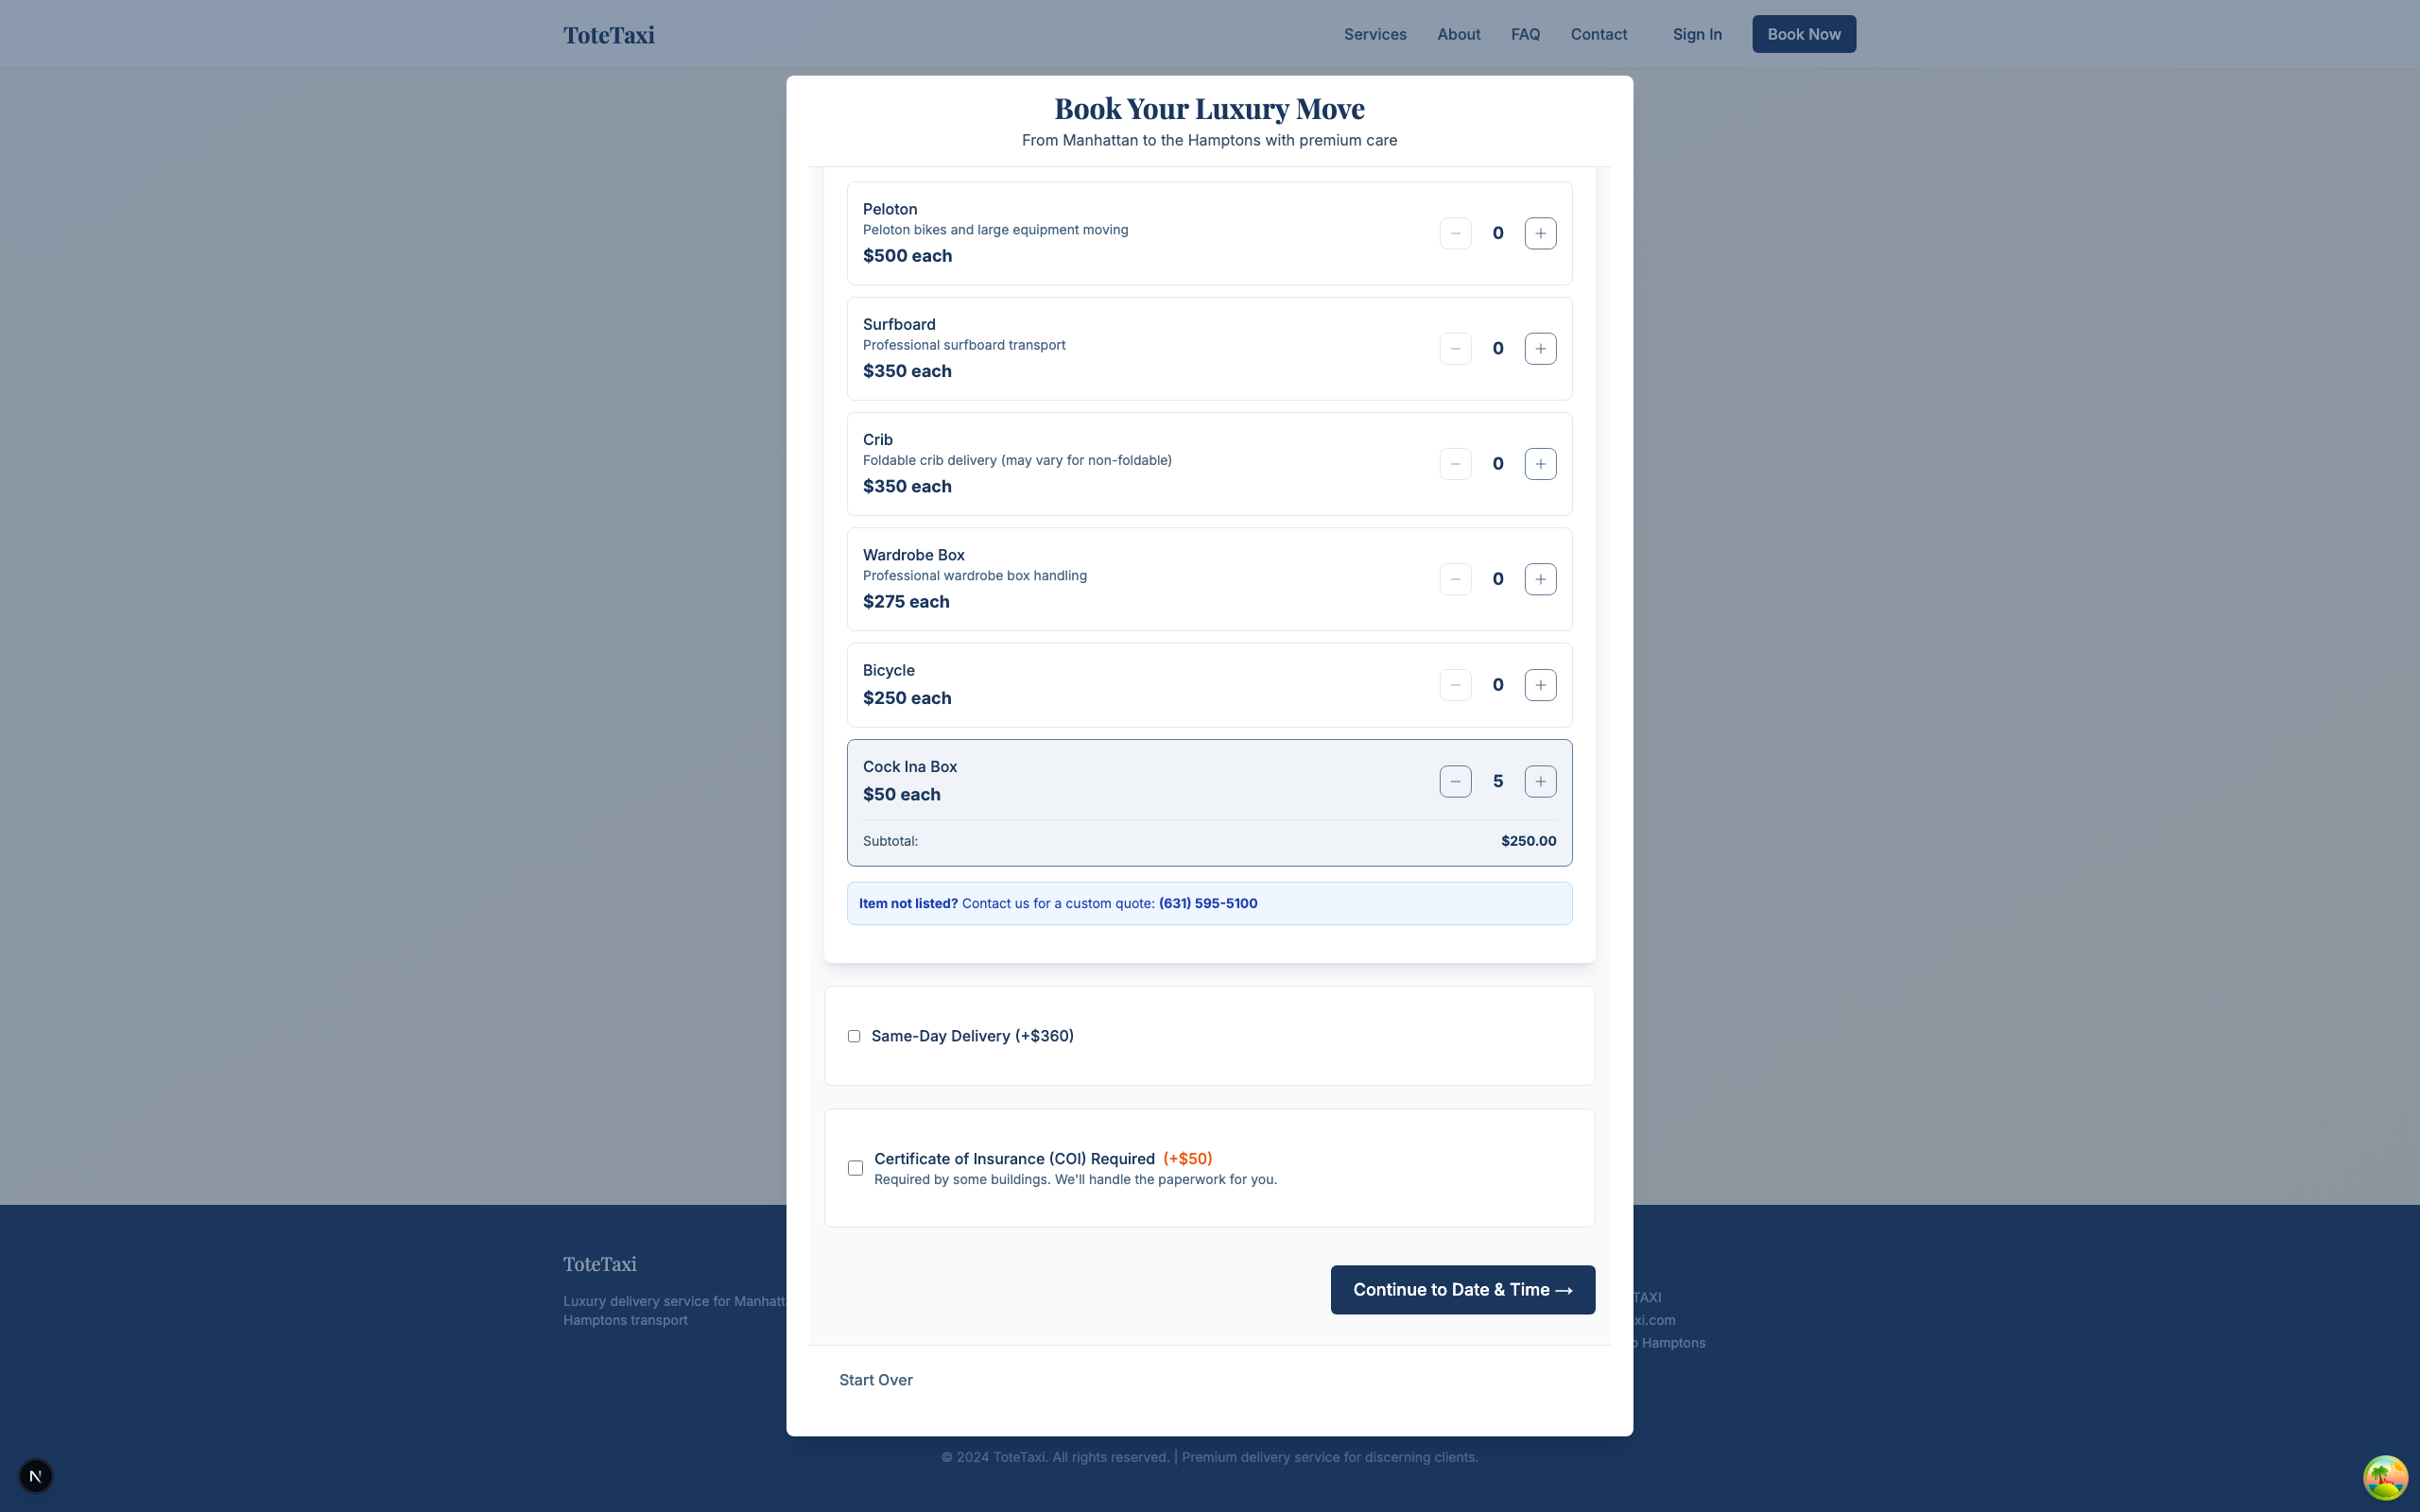 ToteTaxi
Services About FAQ Contact Sign In Book Now
Book Your Luxury Move
From Manhattan to the Hamptons with premium care
Peloton
Peloton bikes and large equipment moving
$500 each
− 0 +
Surfboard
Professional surfboard transport
$350 each
− 0 +
Crib
Foldable crib delivery (may vary for non-foldable)
$350 each
− 0 +
Wardrobe Box
Professional wardrobe box handling
$275 each
− 0 +
Bicycle
$250 each
− 0 +
Cock Ina Box
$50 each
− 5 +
Subtotal: $250.00
Item not listed? Contact us for a custom quote: (631) 595-5100
Same-Day Delivery (+$360)
Certificate of Insurance (COI) Required (+$50)
Required by some buildings. We'll handle the paperwork for you.
Continue to Date & Time →
Start Over
ToteTaxi
Luxury delivery service for
Hamptons transport
TAXI
xi.com
Hamptons
© 2024 ToteTaxi. All rights reserved. | Premium delivery service for discerning clients.
N